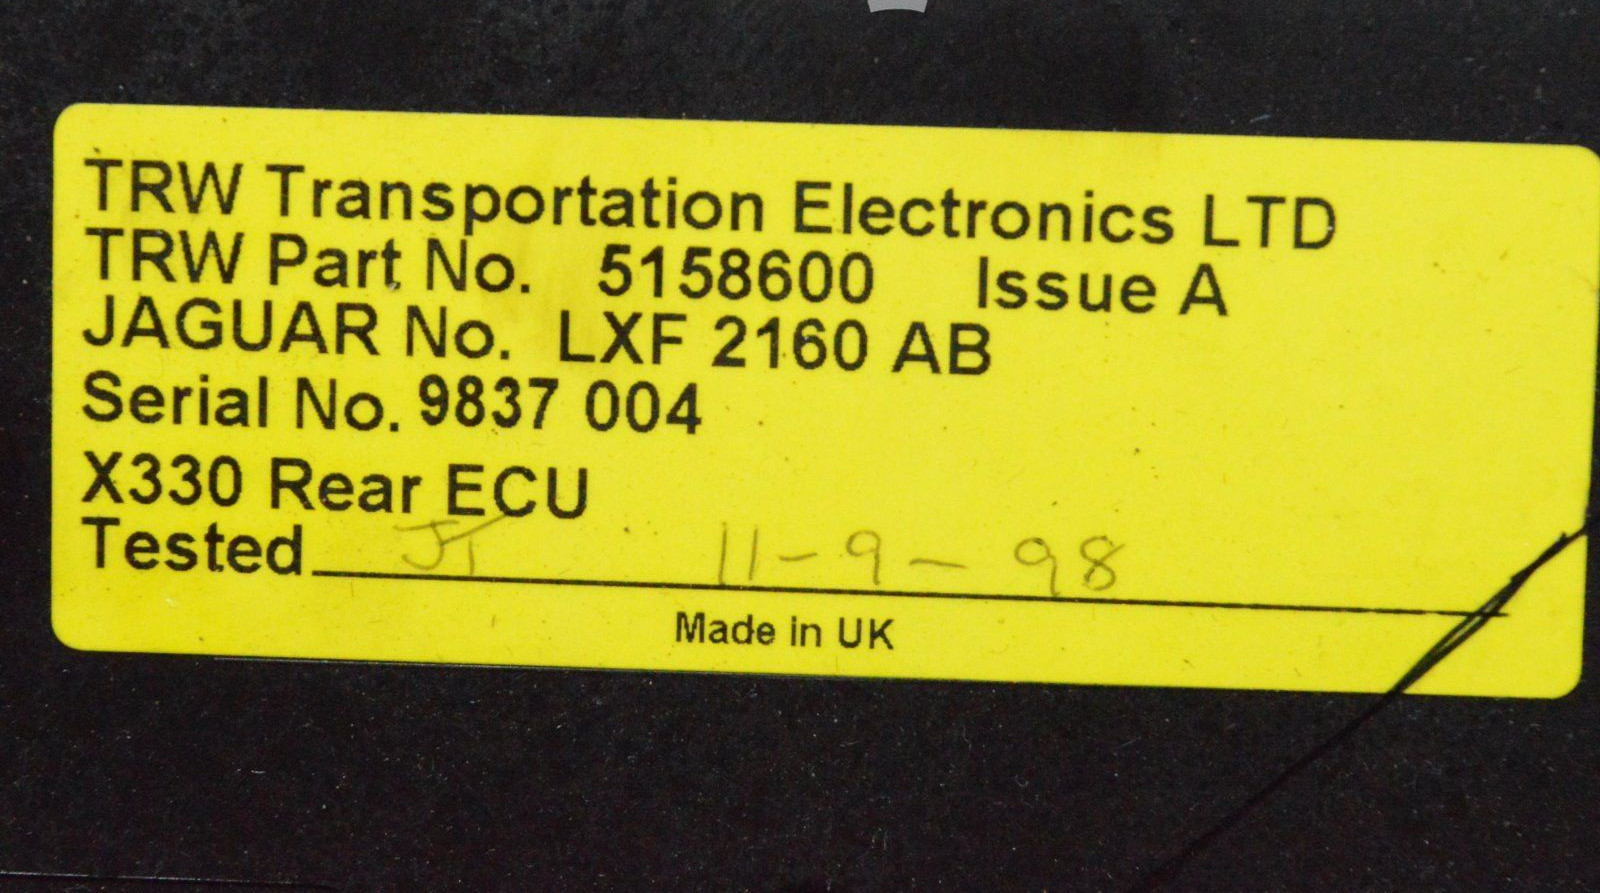 TRW Transportation Electronics LTD
TRW Part No. 5158600 Issue A
JAGUAR No. LXF 2160 AB
Serial No. 9837 004
X330 Rear ECU
Tested JT 11-9-98
Made in UK